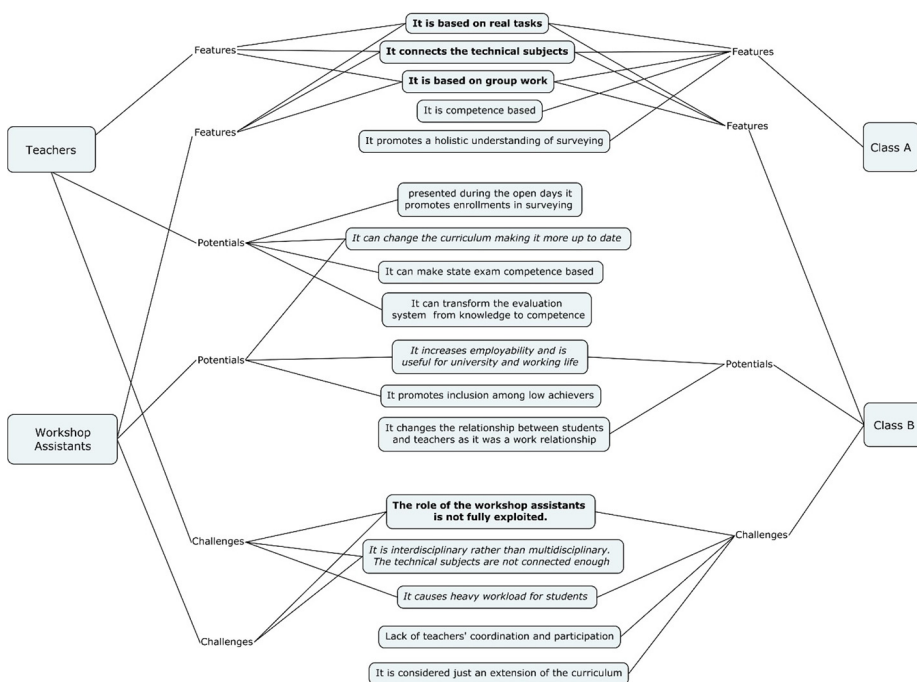 It is based on real tasks
Features
It connects the technical subjects
Features
It is based on group work
It is competence based
Features
Features
Teachers
It promotes a holistic understanding of surveying
Class A
presented during the open days it
promotes enrollments in surveying
Potentials
It can change the curriculum making it more up to date
It can make state exam competence based
It can transform the evaluation
system from knowledge to competence
Potentials
It increases employability and is
useful for university and working life
Potentials
It promotes inclusion among low achievers
Workshop
Assistants
It changes the relationship between students
and teachers as it was a work relationship
Class B
The role of the workshop assistants
is not fully exploited.
Challenges
It is interdisciplinary rather than multidisciplinary.
The technical subjects are not connected enough
Challenges
It causes heavy workload for students
Challenges
Lack of teachers' coordination and participation
It is considered just an extension of the curriculum